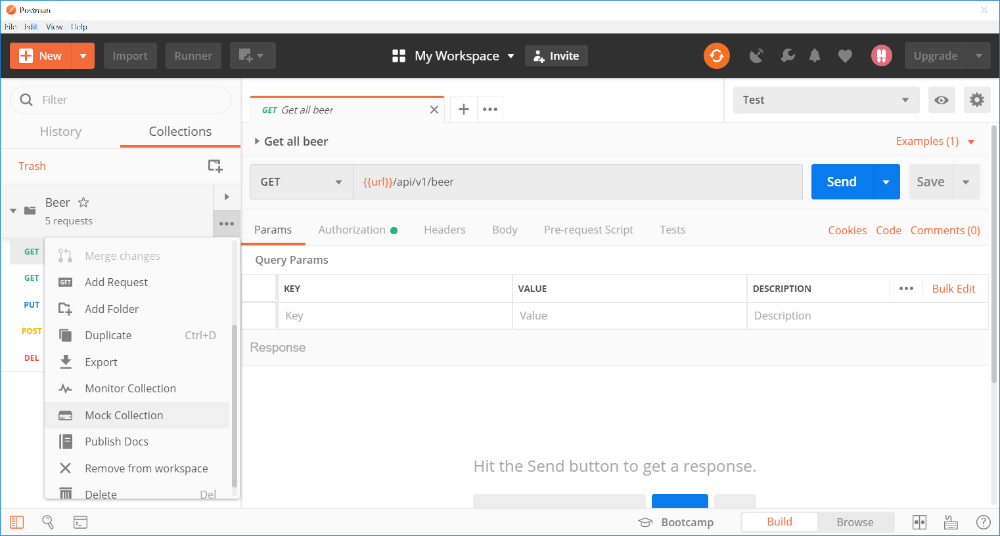 Postman
File Edit View Help
New Import Runner My Workspace Invite Upgrade
Filter
History Collections
Trash
Beer
5 requests
GET
GET
PUT
POST
DEL
Merge changes
GET Add Request
Add Folder
Duplicate Ctrl+D
Export
Monitor Collection
Mock Collection
Publish Docs
Remove from workspace
Delete Del
GET Get all beer
Test
Get all beer Examples (1)
GET {{url}}/api/v1/beer Send Save
Params Authorization Headers Body Pre-request Script Tests Cookies Code Comments (0)
Query Params
KEY VALUE DESCRIPTION Bulk Edit
Key Value Description
Response
Hit the Send button to get a response.
Bootcamp Build Browse